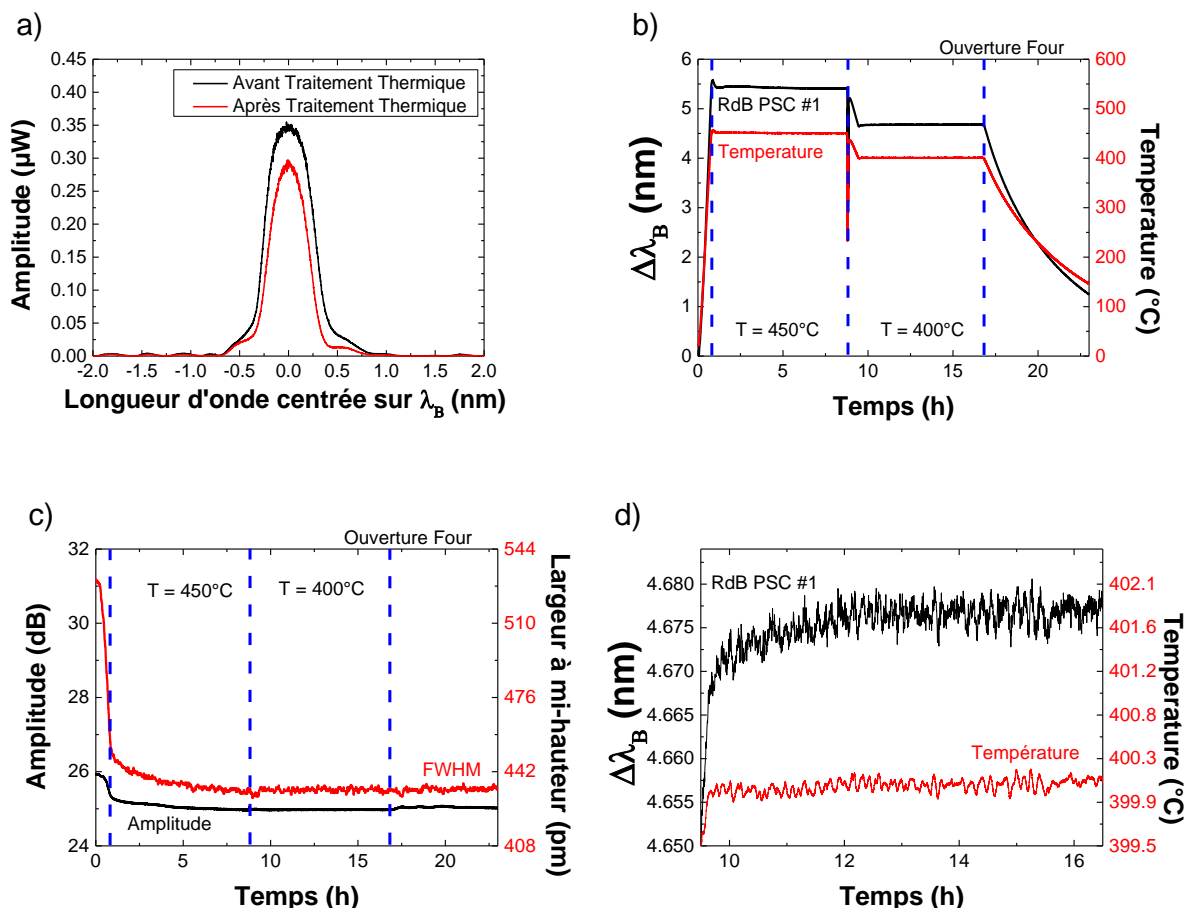 a)
0.45
0.40
0.35
0.30
0.25
0.20
0.15
0.10
0.05
0.00
Amplitude (µW)
Avant Traitement Thermique
Après Traitement Thermique
-2.0 -1.5 -1.0 -0.5 0.0 0.5 1.0 1.5 2.0
Longueur d'onde centrée sur λB (nm)
b)
Ouverture Four
6
5
4
3
2
1
0
ΔλB (nm)
RdB PSC #1
Temperature
T = 450°C
T = 400°C
600
500
400
300
200
100
0
Temperature (°C)
0 5 10 15 20
Temps (h)
c)
Ouverture Four
32
30
28
26
24
Amplitude (dB)
T = 450°C
T = 400°C
FWHM
Amplitude
544
510
476
442
408
Largeur à mi-hauteur (pm)
0 5 10 15 20
Temps (h)
d)
4.680
4.675
4.670
4.665
4.660
4.655
4.650
ΔλB (nm)
RdB PSC #1
Température
402.1
401.6
401.2
400.8
400.3
399.9
399.5
Temperature (°C)
10 12 14 16
Temps (h)